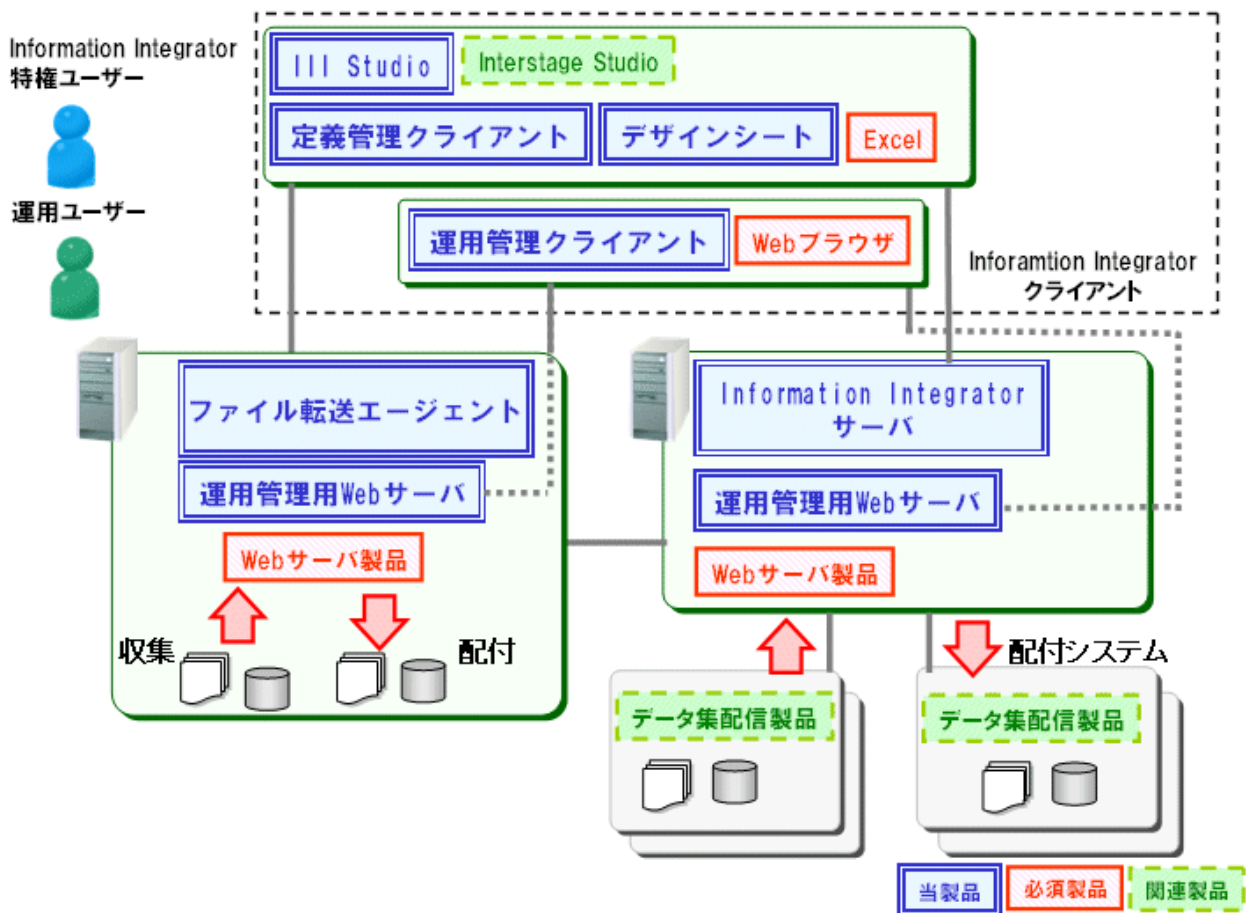 Information Integrator
特権ユーザー
運用ユーザー
III Studio
Interstage Studio
定義管理クライアント
デザインシート
Excel
運用管理クライアント
Webブラウザ
Inforamtion Integrator
クライアント
ファイル転送エージェント
運用管理用Webサーバ
Webサーバ製品
収集
配付
Information Integrator
サーバ
運用管理用Webサーバ
Webサーバ製品
配付システム
データ集配信製品
データ集配信製品
当製品
必須製品
関連製品